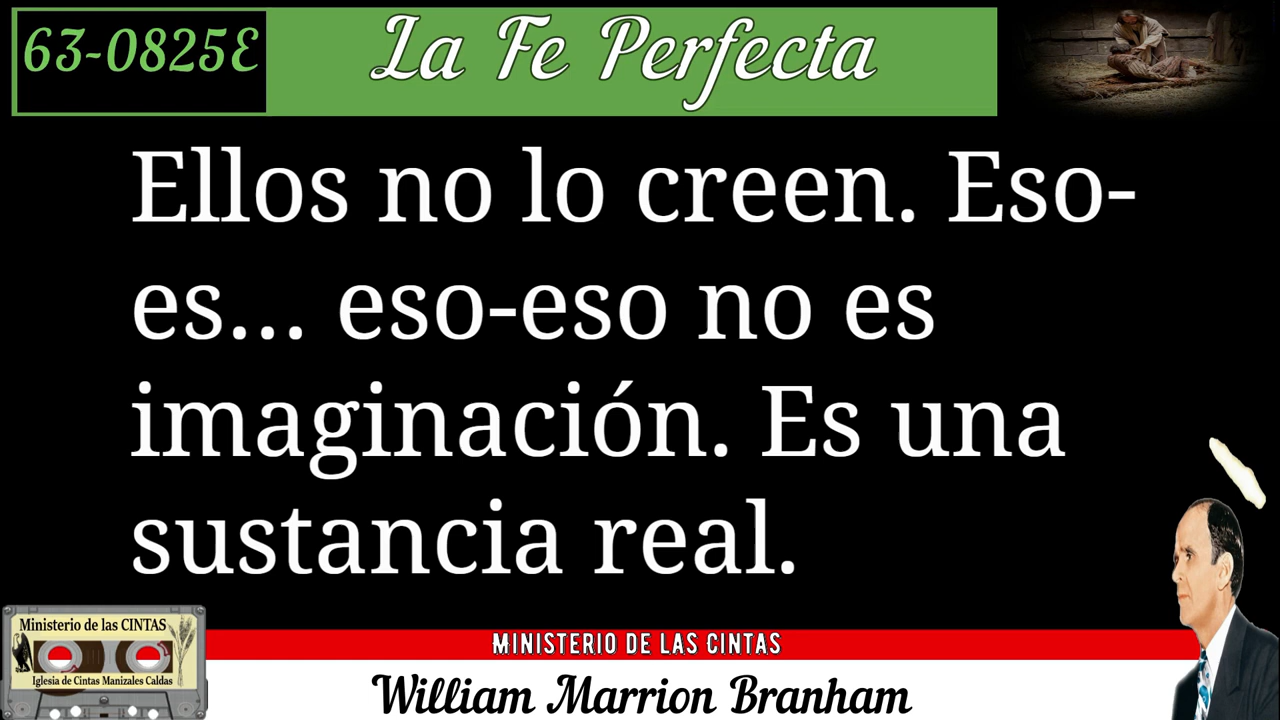 63-0825E
La Fe Perfecta
Ellos no lo creen. Eso-
es... eso-eso no es
imaginación. Es una
sustancia real.
Ministerio de las CINTAS
Iglesia de Cintas Manizales Caldas
MINISTERIO DE LAS CINTAS
William Marrion Branham